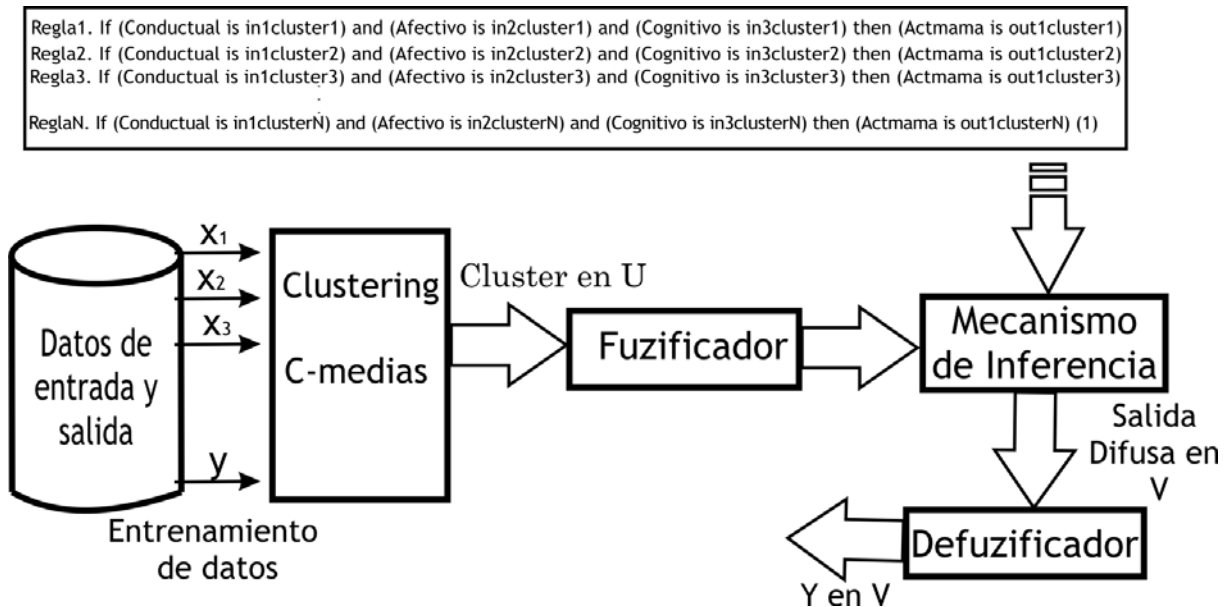 Regla1. If (Conductual is in1cluster1) and (Afectivo is in2cluster1) and (Cognitivo is in3cluster1) then (Actmama is out1cluster1)
Regla2. If (Conductual is in1cluster2) and (Afectivo is in2cluster2) and (Cognitivo is in3cluster2) then (Actmama is out1cluster2)
Regla3. If (Conductual is in1cluster3) and (Afectivo is in2cluster3) and (Cognitivo is in3cluster3) then (Actmama is out1cluster3)
.
.
.
ReglaN. If (Conductual is in1clusterN) and (Afectivo is in2clusterN) and (Cognitivo is in3clusterN) then (Actmama is out1clusterN) (1)
Datos de
entrada y
salida
X1
X2
X3
y
Entrenamiento
de datos
Clustering
C-medias
Cluster en U
Fuzificador
Mecanismo
de Inferencia
Salida
Difusa en
V
Defuzificador
Y en V